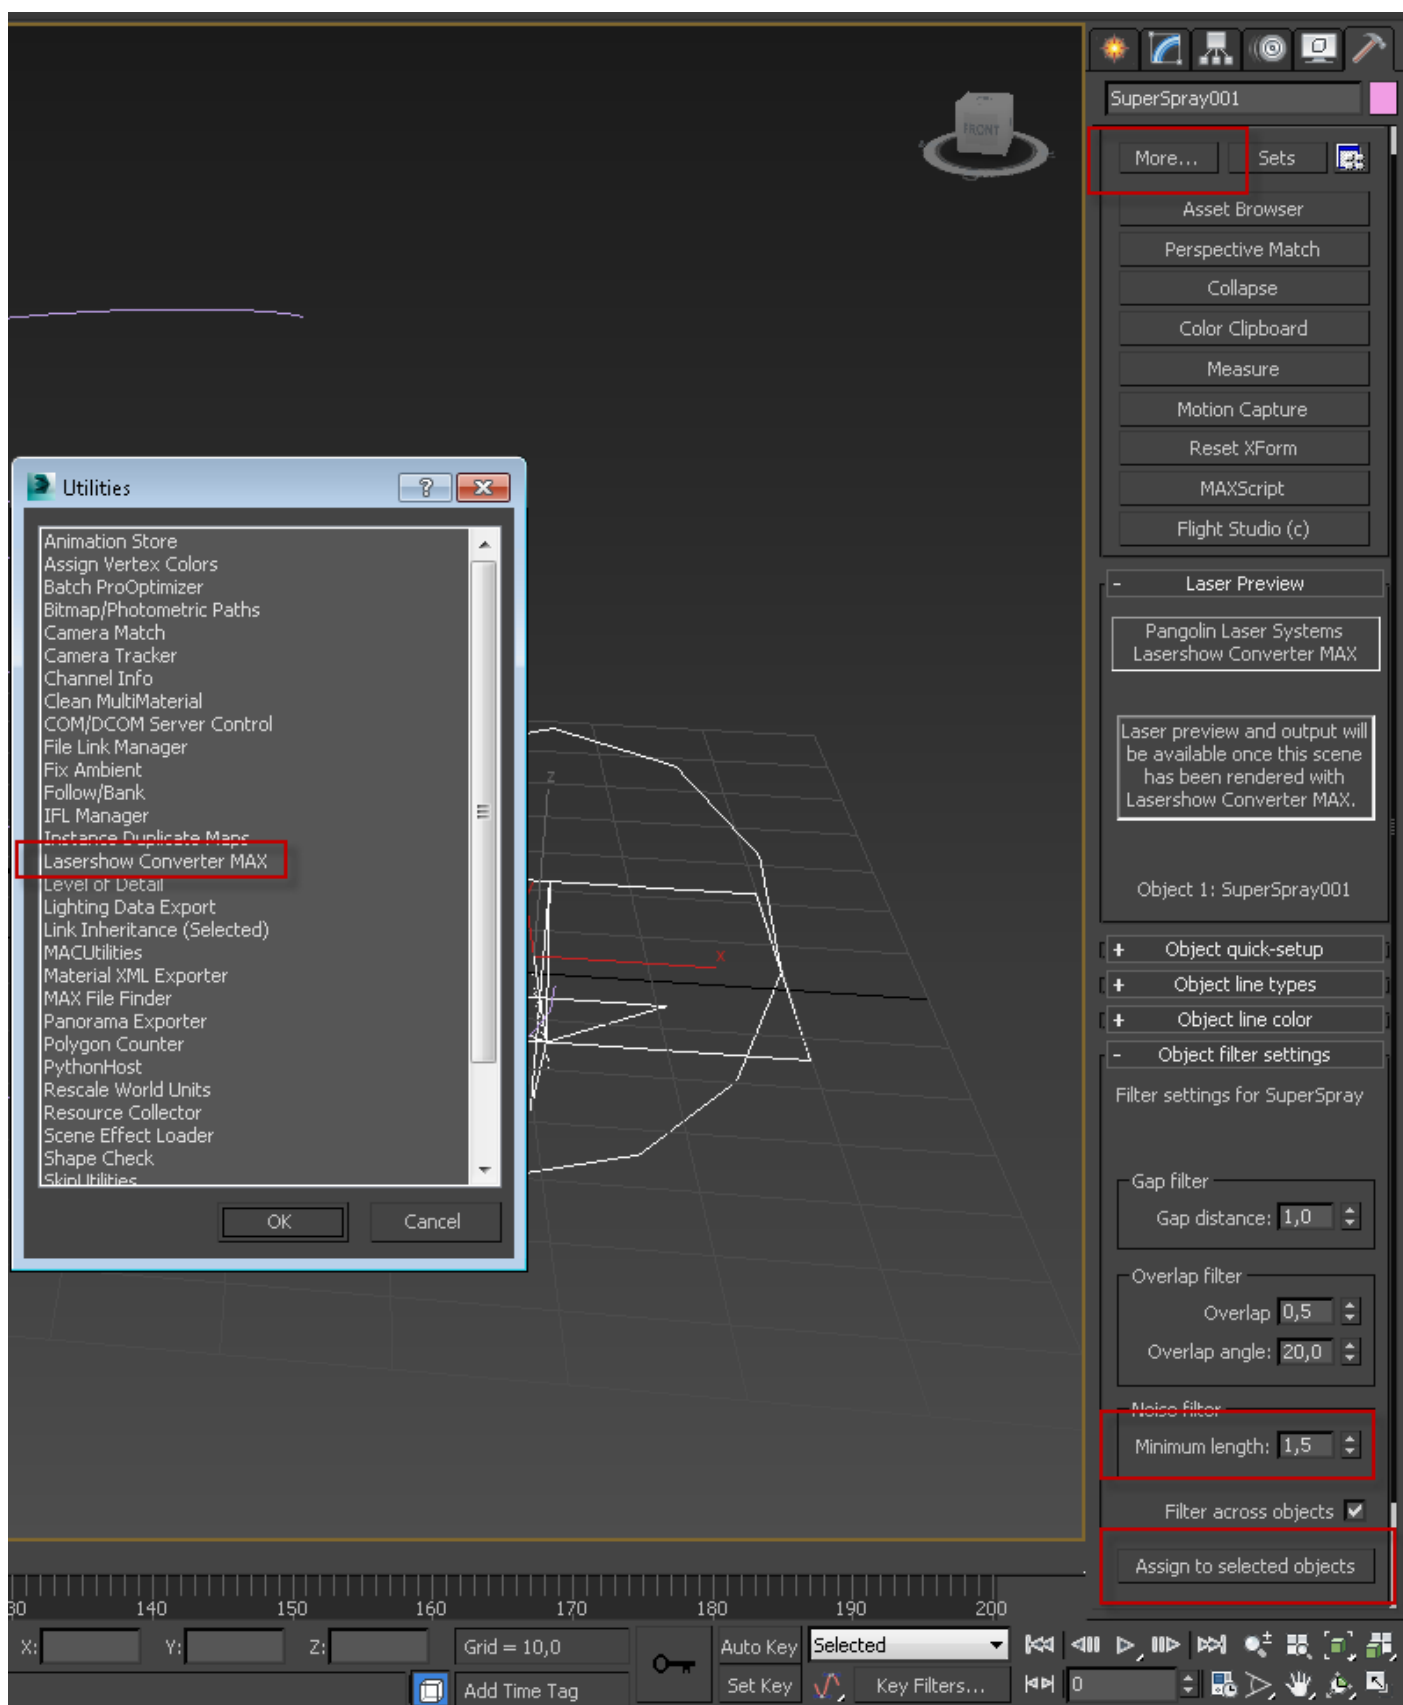 SuperSpray001
FRONT
More...
Sets
Asset Browser
Perspective Match
Collapse
Color Clipboard
Measure
Motion Capture
Reset XForm
MAXScript
Flight Studio (c)
- Laser Preview
Pangolin Laser Systems
Lasershow Converter MAX
Laser preview and output will
be available once this scene
has been rendered with
Lasershow Converter MAX.
Object 1: SuperSpray001
+ Object quick-setup
+ Object line types
+ Object line color
- Object filter settings
Filter settings for SuperSpray
Gap filter
Gap distance: 1,0
Overlap filter
Overlap 0,5
Overlap angle: 20,0
Noise filter
Minimum length: 1,5
Filter across objects
Assign to selected objects
Utilities
?
Animation Store
Assign Vertex Colors
Batch ProOptimizer
Bitmap/Photometric Paths
Camera Match
Camera Tracker
Channel Info
Clean MultiMaterial
COM/DCOM Server Control
File Link Manager
Fix Ambient
Follow/Bank
IFL Manager
Instance Duplicate Maps
Lasershow Converter MAX
Level of Detail
Lighting Data Export
Link Inheritance (Selected)
MACUtilities
Material XML Exporter
MAX File Finder
Panorama Exporter
Polygon Counter
PythonHost
Rescale World Units
Resource Collector
Scene Effect Loader
Shape Check
SkinUtilities
OK
Cancel
z
x
30 140 150 160 170 180 190 200
X: Y: Z: Grid = 10,0
Auto Key Selected
Add Time Tag
Set Key Key Filters... 0